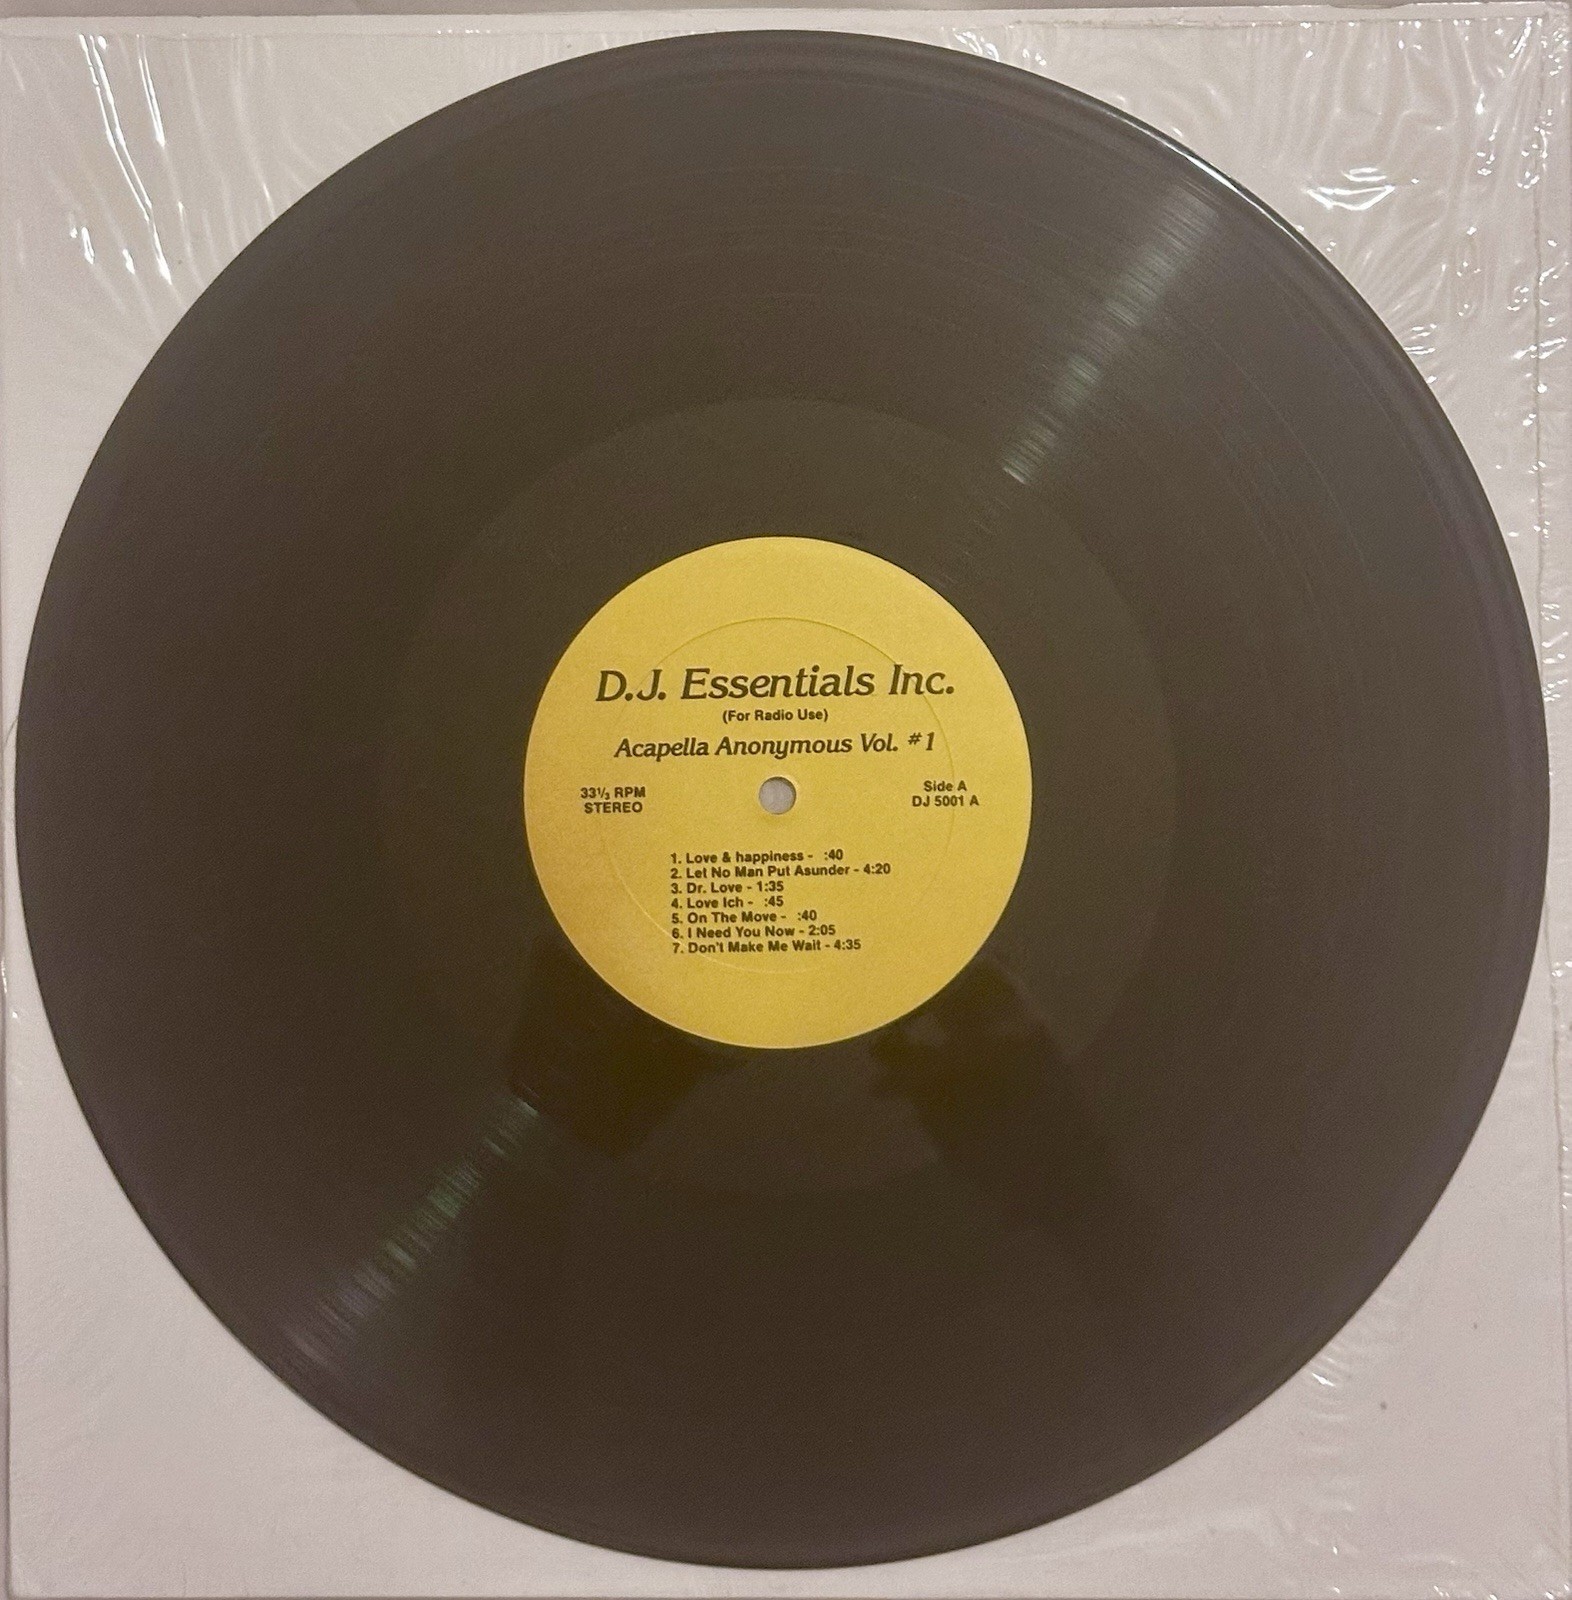 D.J. Essentials Inc.
(For Radio Use)
Acapella Anonymous Vol. #1
33⅓ RPM
STEREO
Side A
DJ 5001 A
1. Love & happiness - :40
2. Let No Man Put Asunder - 4:20
3. Dr. Love - 1:35
4. Love Ich - :45
5. On The Move - :40
6. I Need You Now - 2:05
7. Don't Make Me Wait - 4:35